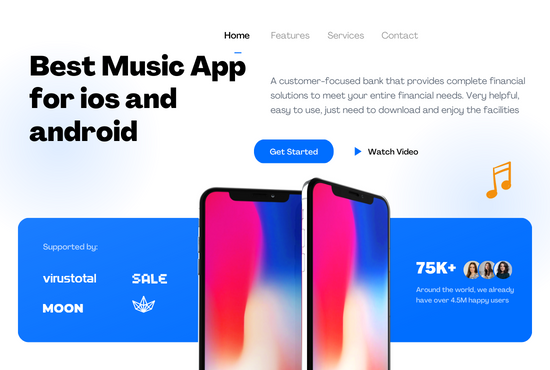 Home Features Services Contact
Best Music App
for ios and
android
A customer-focused bank that provides complete financial
solutions to meet your entire financial needs. Very helpful,
easy to use, just need to download and enjoy the facilities
Get Started Watch Video
Supported by:
virustotal SALE
MOON
75K+
Around the world, we already
have over 4.5M happy users